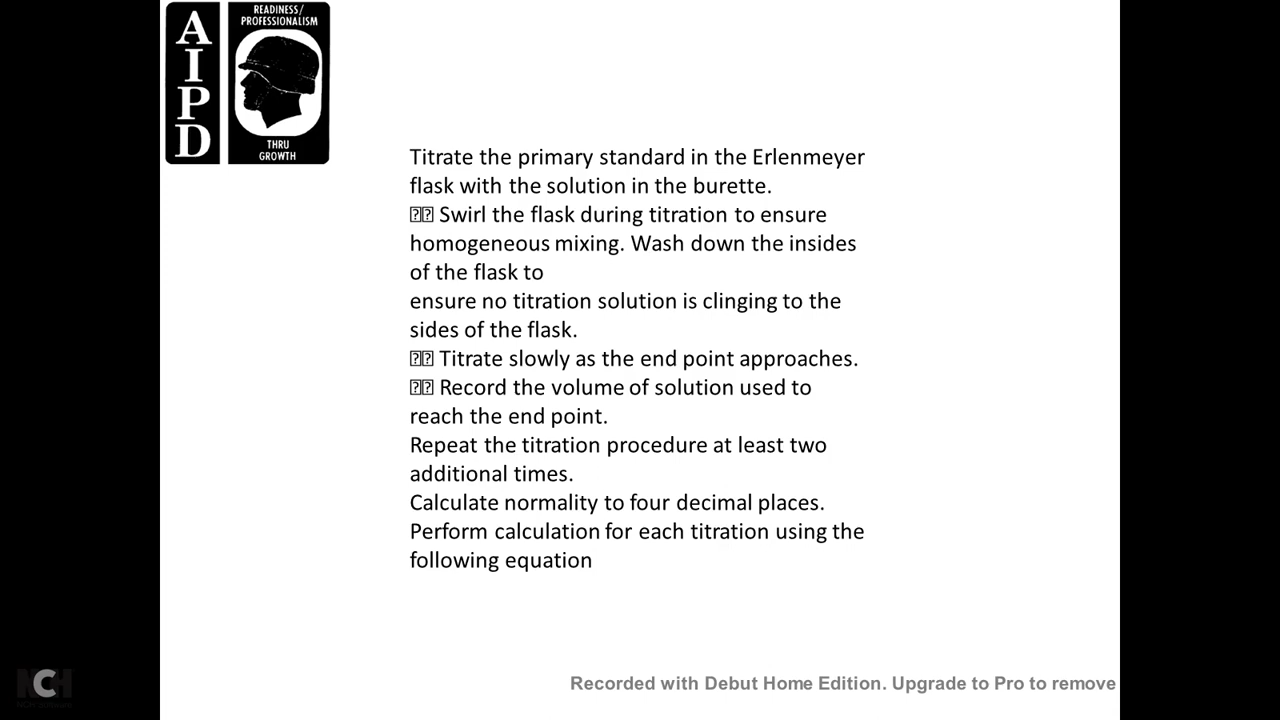 AIPD
READINESS/
PROFESSIONALISM
THRU
GROWTH
Titrate the primary standard in the Erlenmeyer
flask with the solution in the burette.
⍰⍰ Swirl the flask during titration to ensure
homogeneous mixing. Wash down the insides
of the flask to
ensure no titration solution is clinging to the
sides of the flask.
⍰⍰ Titrate slowly as the end point approaches.
⍰⍰ Record the volume of solution used to
reach the end point.
Repeat the titration procedure at least two
additional times.
Calculate normality to four decimal places.
Perform calculation for each titration using the
following equation
NCH
Recorded with Debut Home Edition. Upgrade to Pro to remove